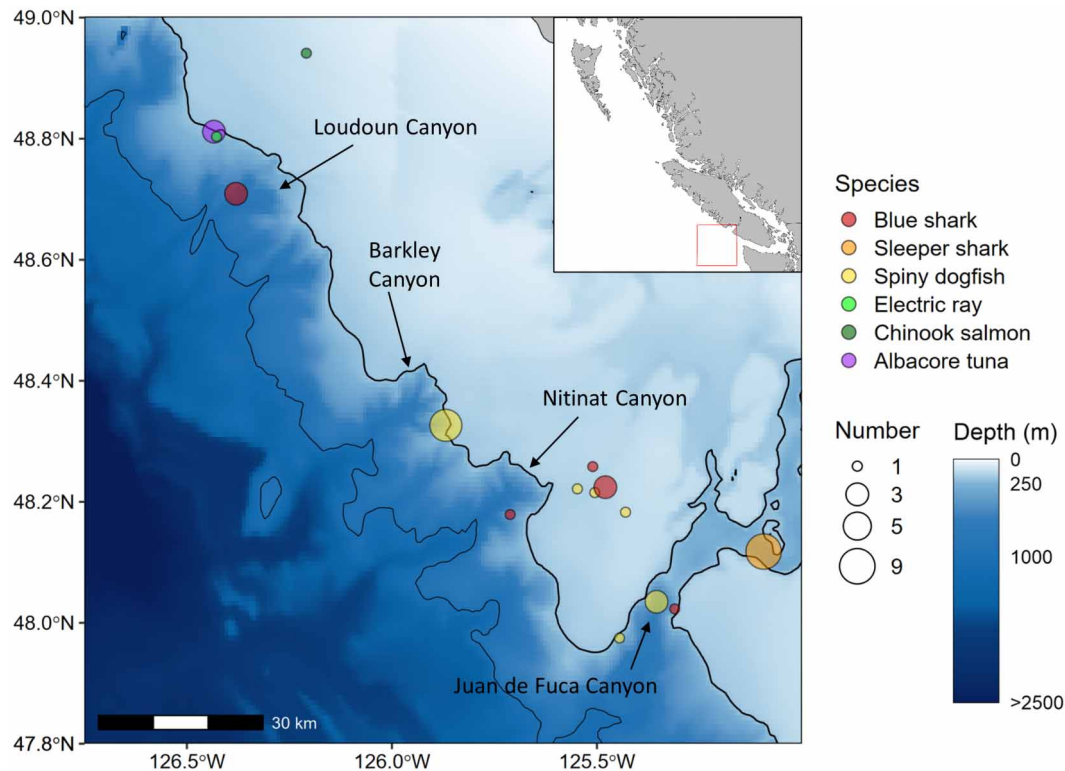 49.0°N
48.8°N
48.6°N
48.4°N
48.2°N
48.0°N
47.8°N
126.5°W
126.0°W
125.5°W
Loudoun Canyon
Barkley
Canyon
Nitinat Canyon
Juan de Fuca Canyon
30 km
Species
Blue shark
Sleeper shark
Spiny dogfish
Electric ray
Chinook salmon
Albacore tuna
Number
1
3
5
9
Depth (m)
0
250
1000
>2500